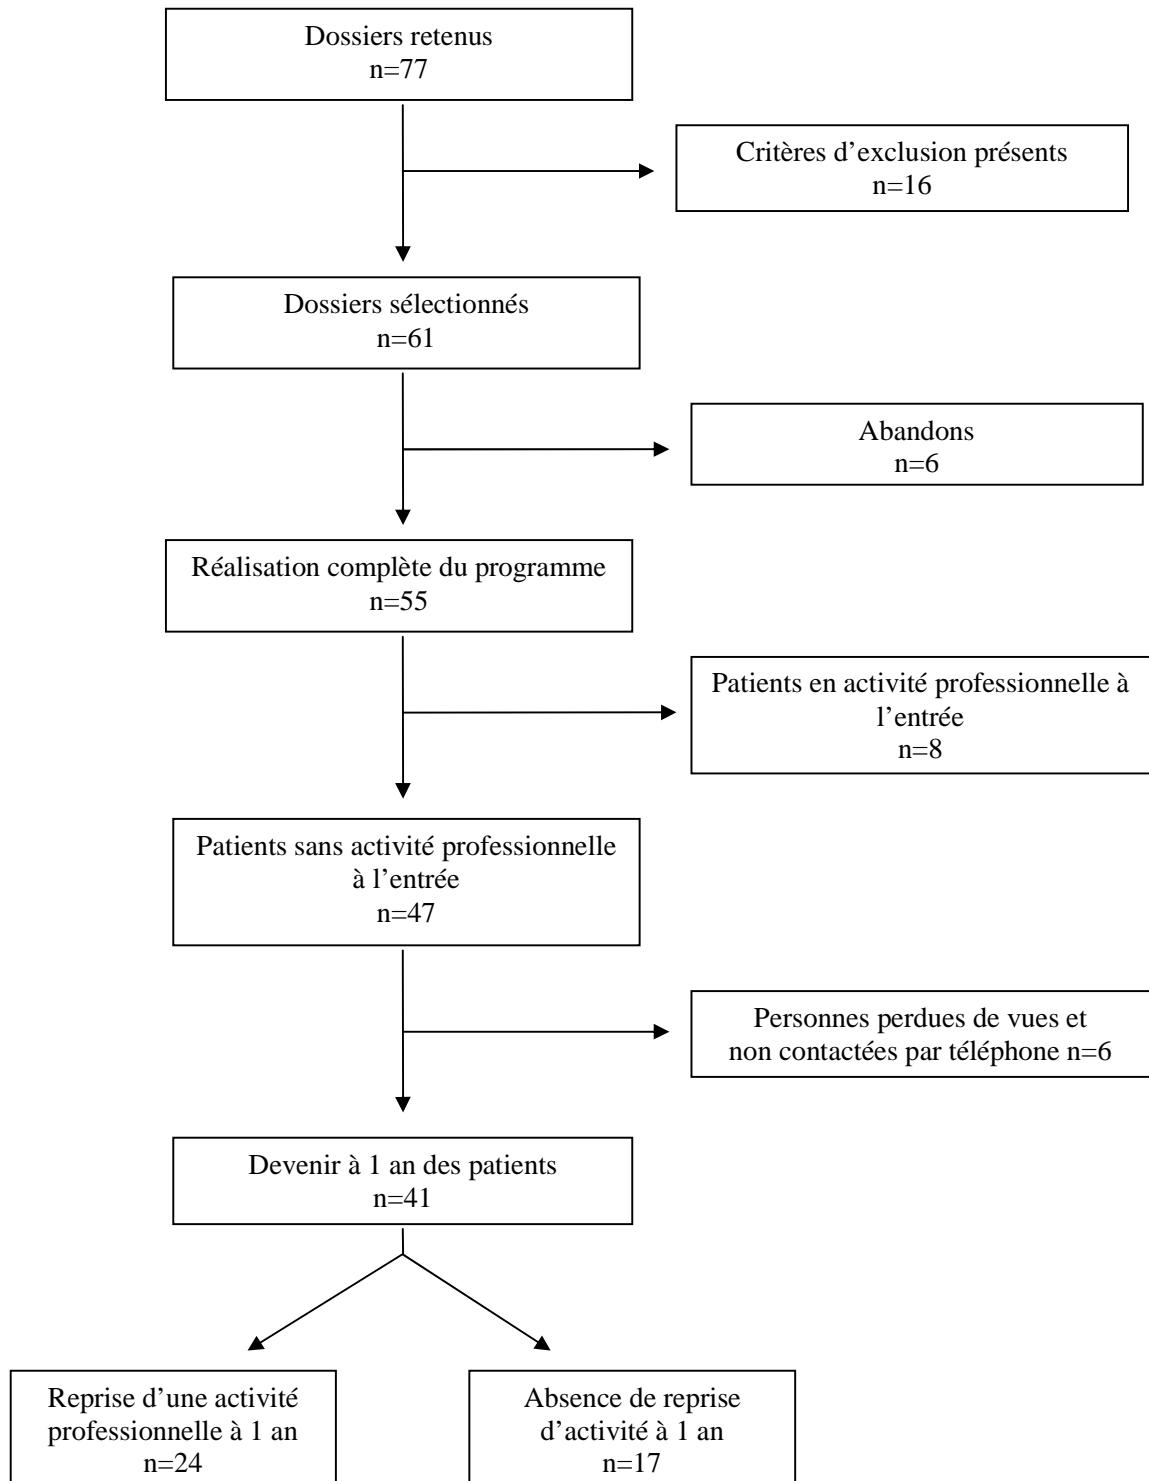 Dossiers retenus
n=77
Critères d’exclusion présents
n=16
Dossiers sélectionnés
n=61
Abandons
n=6
Réalisation complète du programme
n=55
Patients en activité professionnelle à
l’entrée
n=8
Patients sans activité professionnelle
à l’entrée
n=47
Personnes perdues de vues et
non contactées par téléphone n=6
Devenir à 1 an des patients
n=41
Reprise d’une activité
professionnelle à 1 an
n=24
Absence de reprise
d’activité à 1 an
n=17